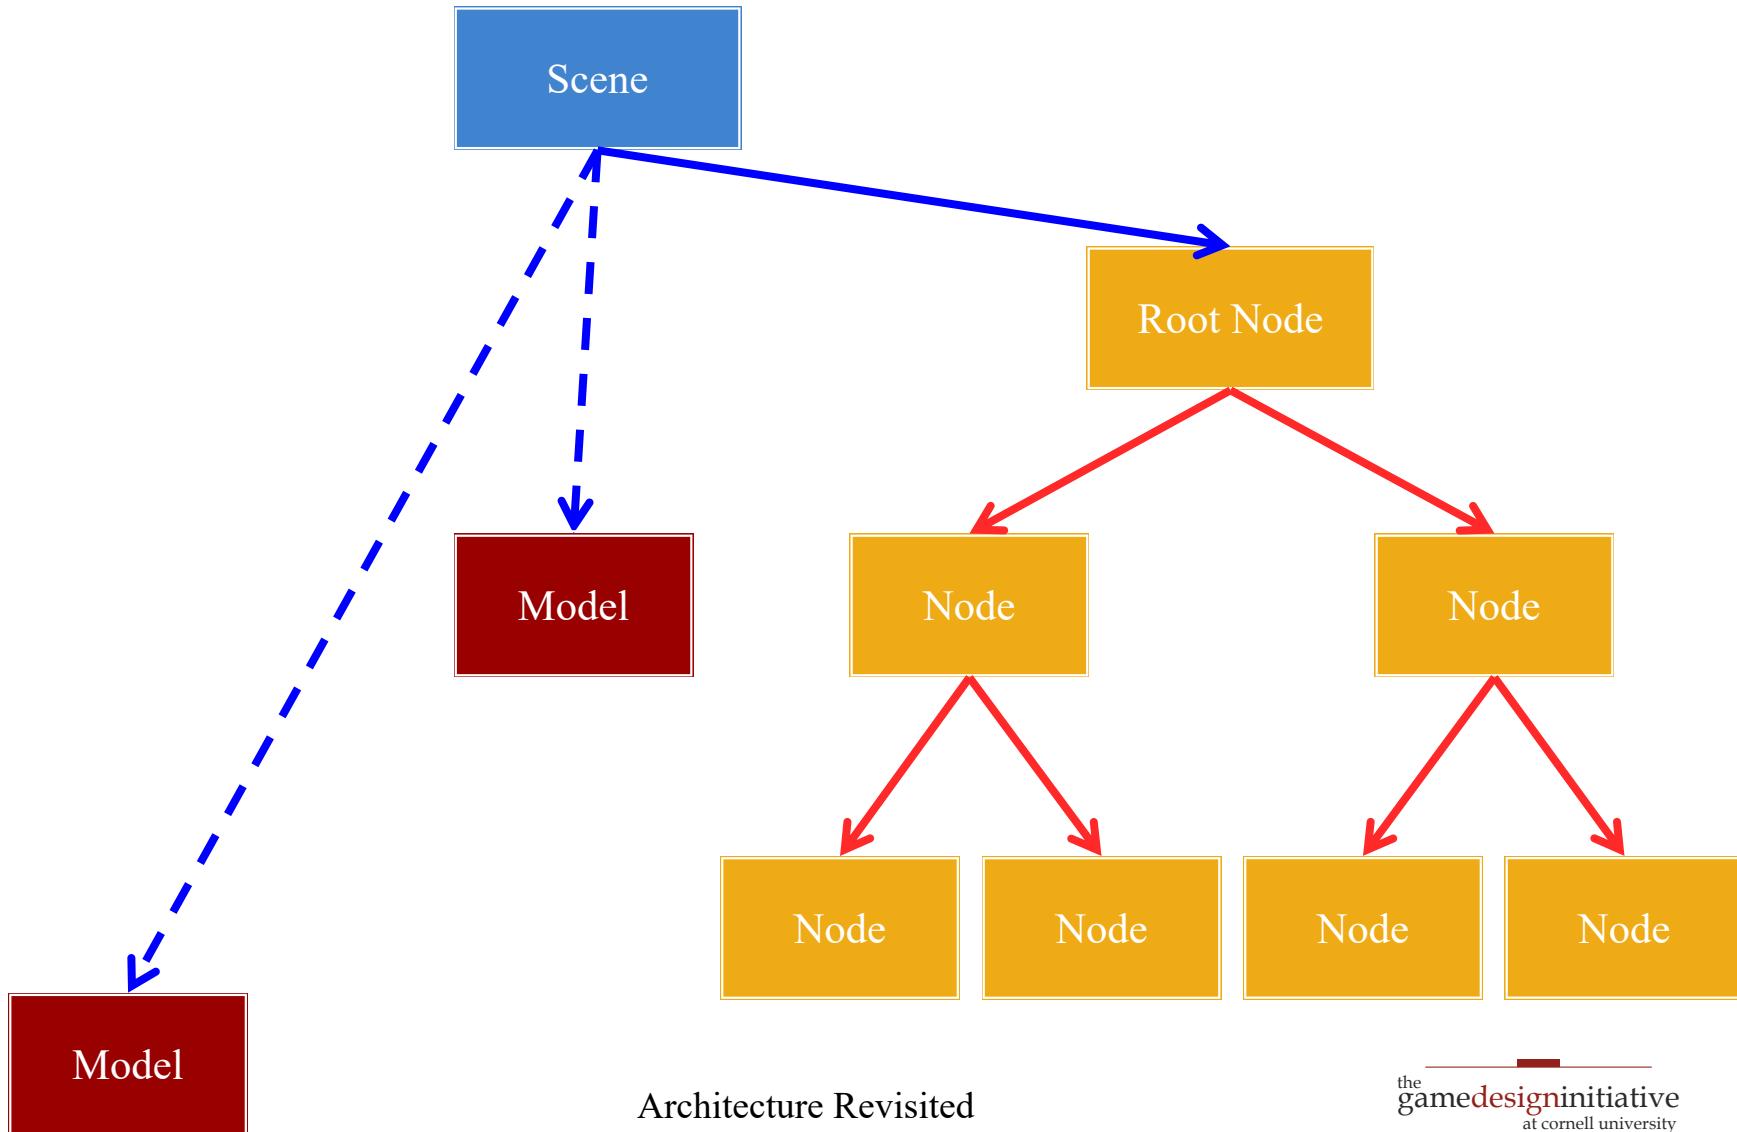 Scene
Root Node
Model
Node
Node
Node
Node
Node
Node
Model
Architecture Revisited
the
gamedesigninitiative
at cornell university